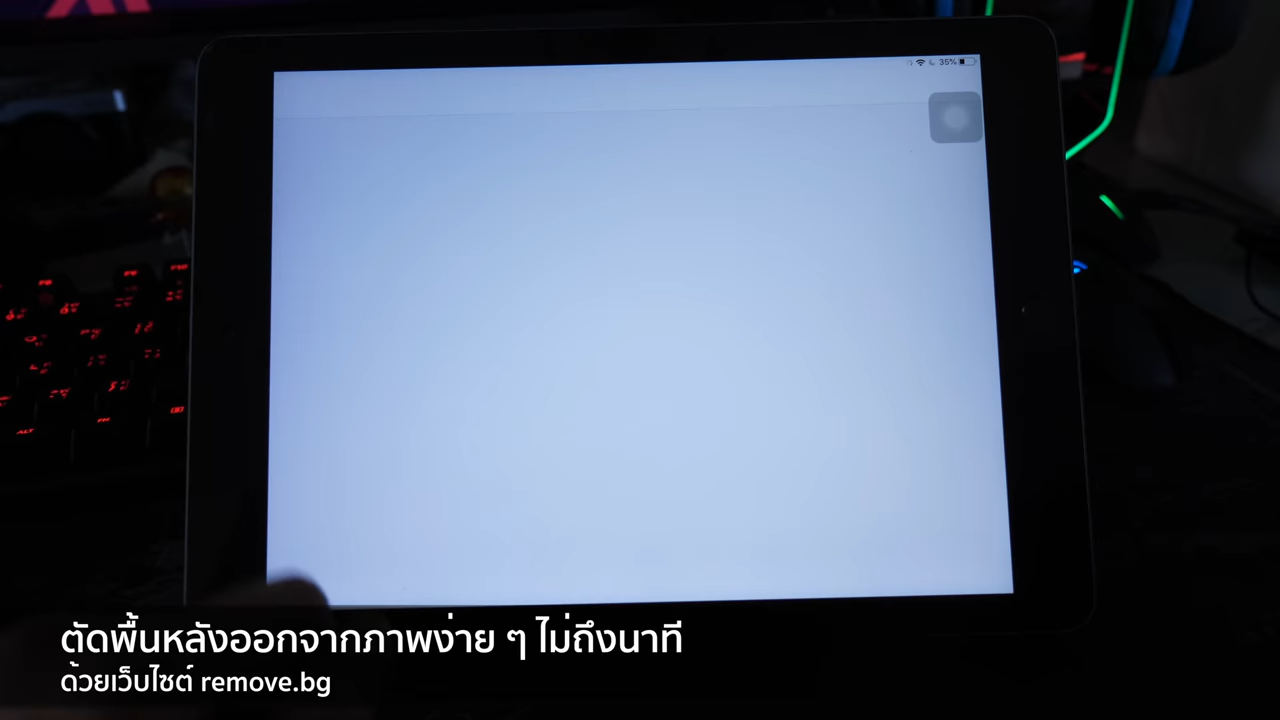 35%
ตัดพื้นหลังออกจากภาพง่าย ๆ ไม่ถึงนาที
ด้วยเว็บไซต์ remove.bg